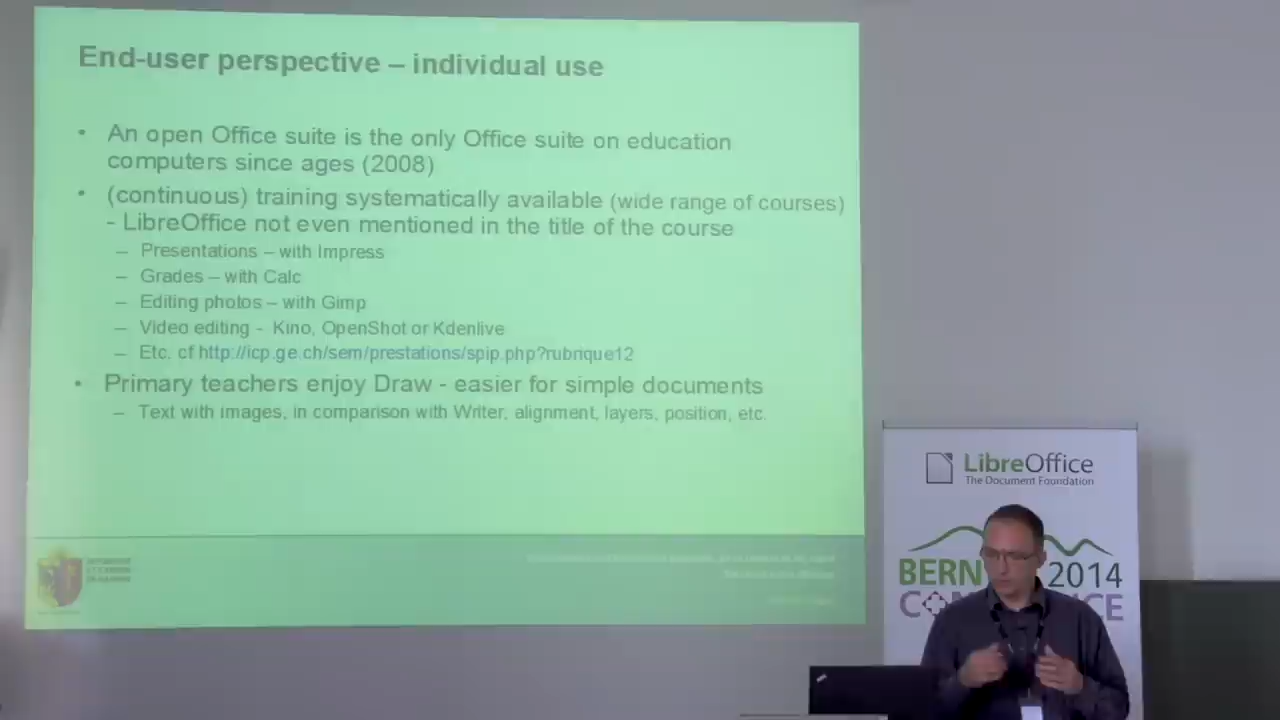 End-user perspective – individual use
• An open Office suite is the only Office suite on education
computers since ages (2008)
• (continuous) training systematically available (wide range of courses)
- LibreOffice not even mentioned in the title of the course
– Presentations – with Impress
– Grades – with Calc
– Editing photos – with Gimp
– Video editing - Kino, OpenShot or Kdenlive
– Etc. cf http://icp.ge.ch/sem/prestations/spip.php?rubrique12
• Primary teachers enjoy Draw - easier for simple documents
– Text with images, in comparison with Writer, alignment, layers, position, etc.
LibreOffice
The Document Foundation
BERN 2014